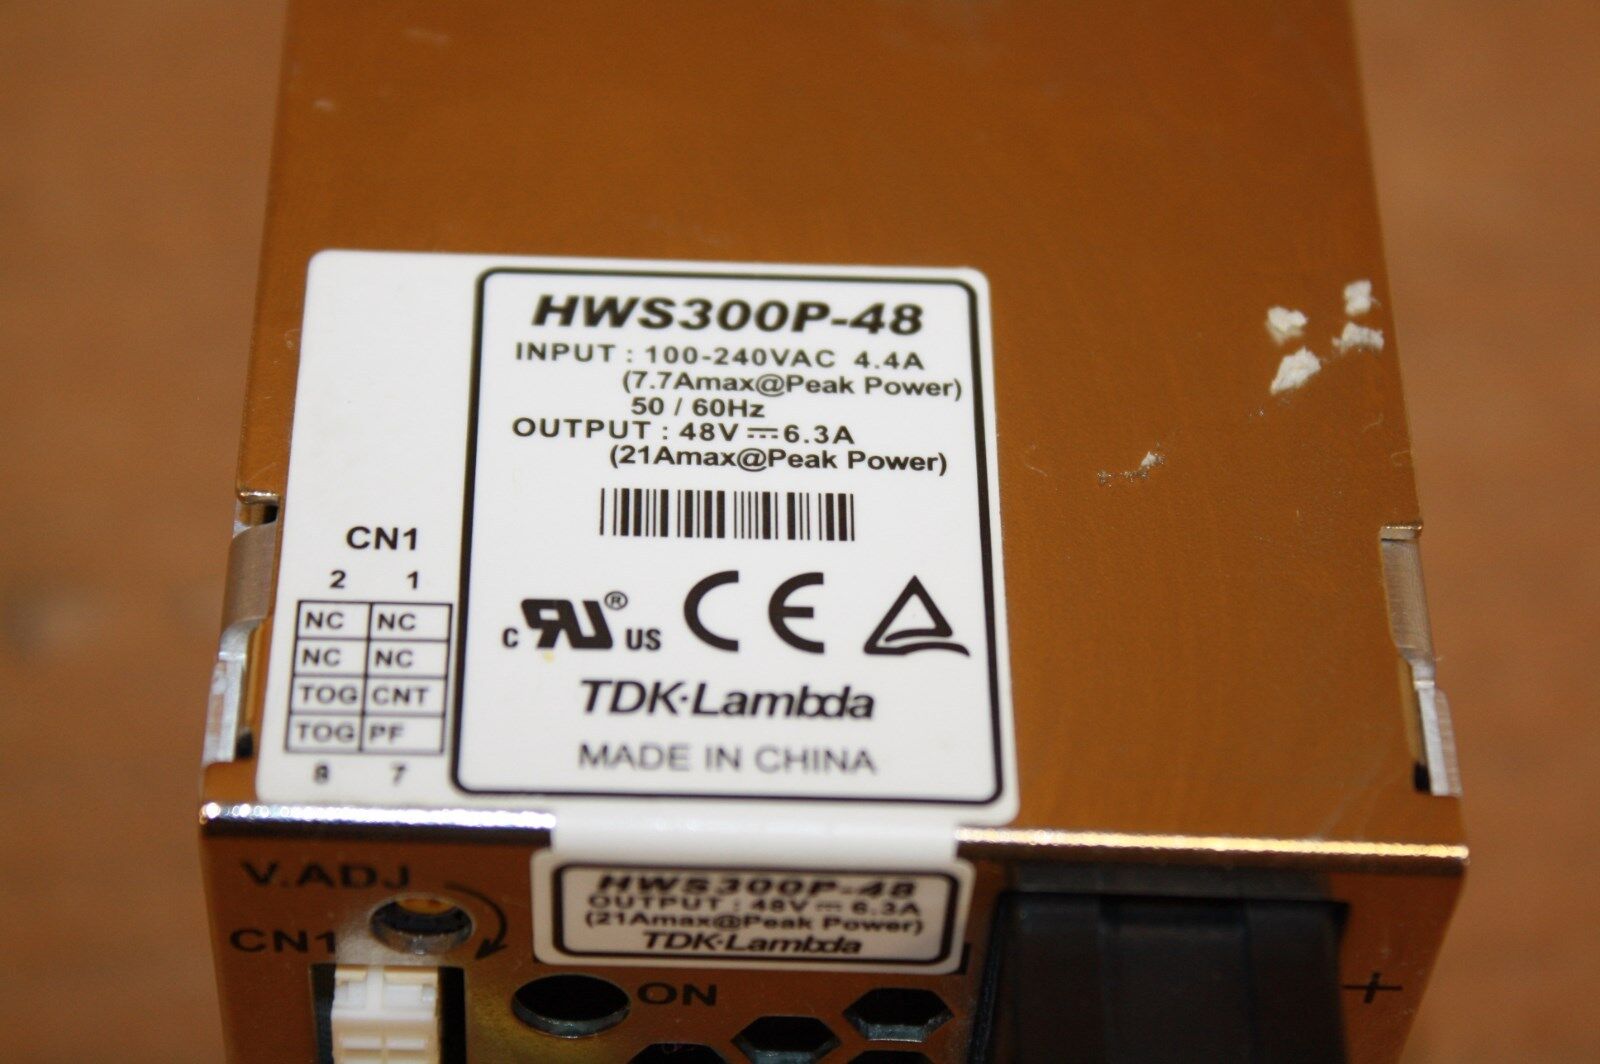 HWS300P-48
INPUT : 100-240VAC 4.4A
(7.7Amax@Peak Power)
50 / 60Hz
OUTPUT : 48V ⎓ 6.3A
(21Amax@Peak Power)
CN1
2 1
NC NC
NC NC
TOG CNT
TOG PF
8 7
c RU ® US CE
TDK·Lambda
MADE IN CHINA
V.ADJ
CN1
HWS300P-48
OUTPUT : 48V ⎓ 6.3A
(21Amax@Peak Power)
TDK·Lambda
ON
+